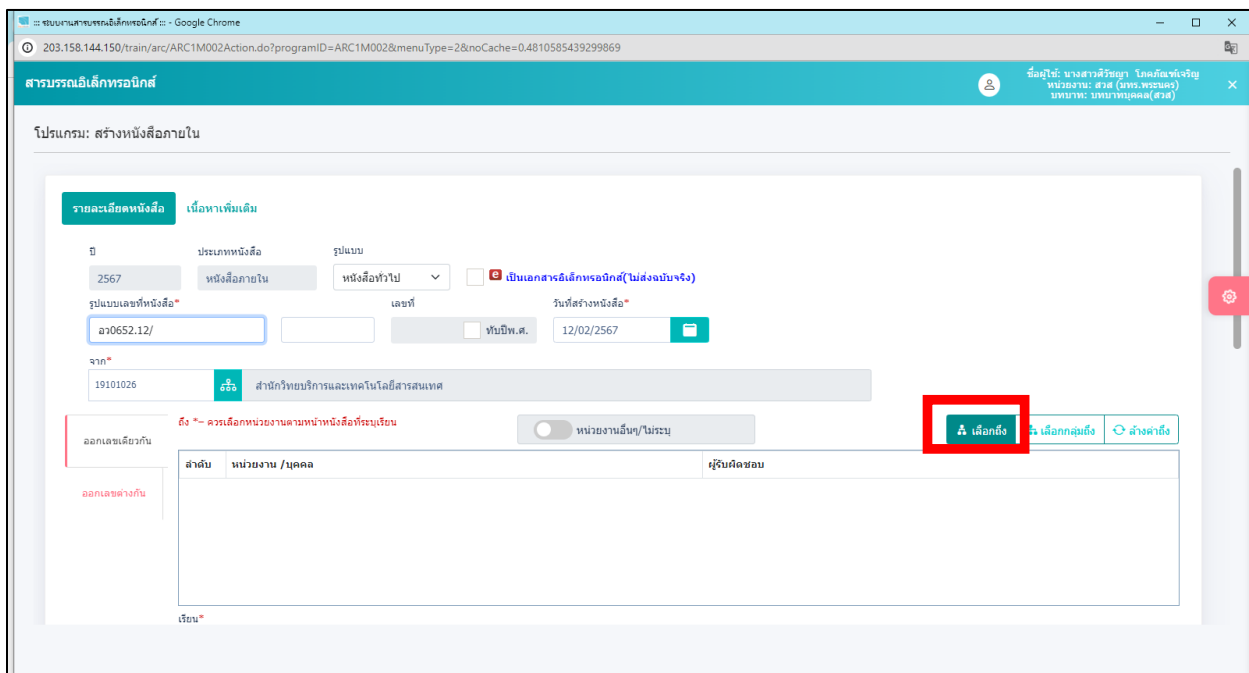 ::: ระบบงานสารบรรณอิเล็กทรอนิกส์ ::: - Google Chrome
203.158.144.150/train/arc/ARC1M002Action.do?programID=ARC1M002&menuType=2&noCache=0.4810585439299869
สารบรรณอิเล็กทรอนิกส์
ชื่อผู้ใช้: นางสาวศิวัชญา โภคภัณฑ์เจริญ
หน่วยงาน: สวส (มทร.พระนคร)
บทบาท: บทบาทบุคคล(สวส)
โปรแกรม: สร้างหนังสือภายใน
รายละเอียดหนังสือ เนื้อหาเพิ่มเติม
ปี ประเภทหนังสือ รูปแบบ
2567 หนังสือภายใน หนังสือทั่วไป e เป็นเอกสารอิเล็กทรอนิกส์(ไม่ส่งฉบับจริง)
รูปแบบเลขที่หนังสือ* เลขที่ วันที่สร้างหนังสือ*
อว0652.12/ ทับปีพ.ศ. 12/02/2567
จาก*
19101026 สำนักวิทยบริการและเทคโนโลยีสารสนเทศ
ออกเลขเดียวกัน
ออกเลขต่างกัน
ถึง *– ควรเลือกหน่วยงานตามหน้าหนังสือที่ระบุเรียน หน่วยงานอื่นๆ/ไม่ระบุ เลือกถึง เลือกกลุ่มถึง ล้างค่าถึง
ลำดับ หน่วยงาน /บุคคล ผู้รับผิดชอบ
เรียน*